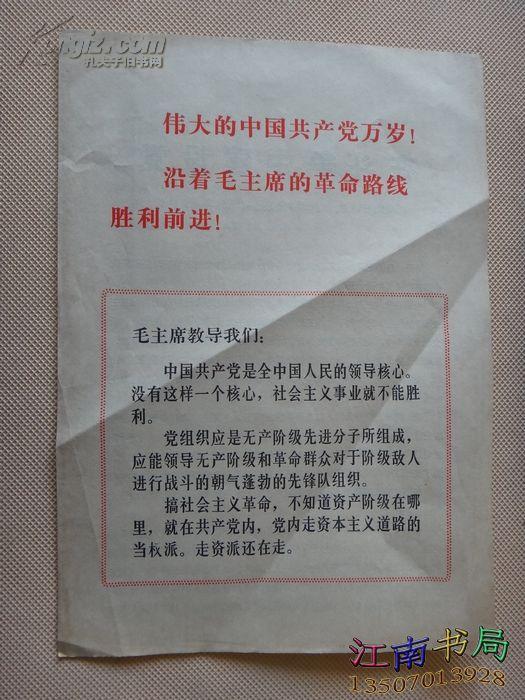 Kongfz.com
孔夫子旧书网
伟大的中国共产党万岁！
沿着毛主席的革命路线
胜利前进！
毛主席教导我们：
中国共产党是全中国人民的领导核心。
没有这样一个核心，社会主义事业就不能胜
利。
党组织应是无产阶级先进分子所组成，
应能领导无产阶级和革命群众对于阶级敌人
进行战斗的朝气蓬勃的先锋队组织。
搞社会主义革命，不知道资产阶级在哪
里，就在共产党内，党内走资本主义道路的
当权派。走资派还在走。
江南书局
13507013928